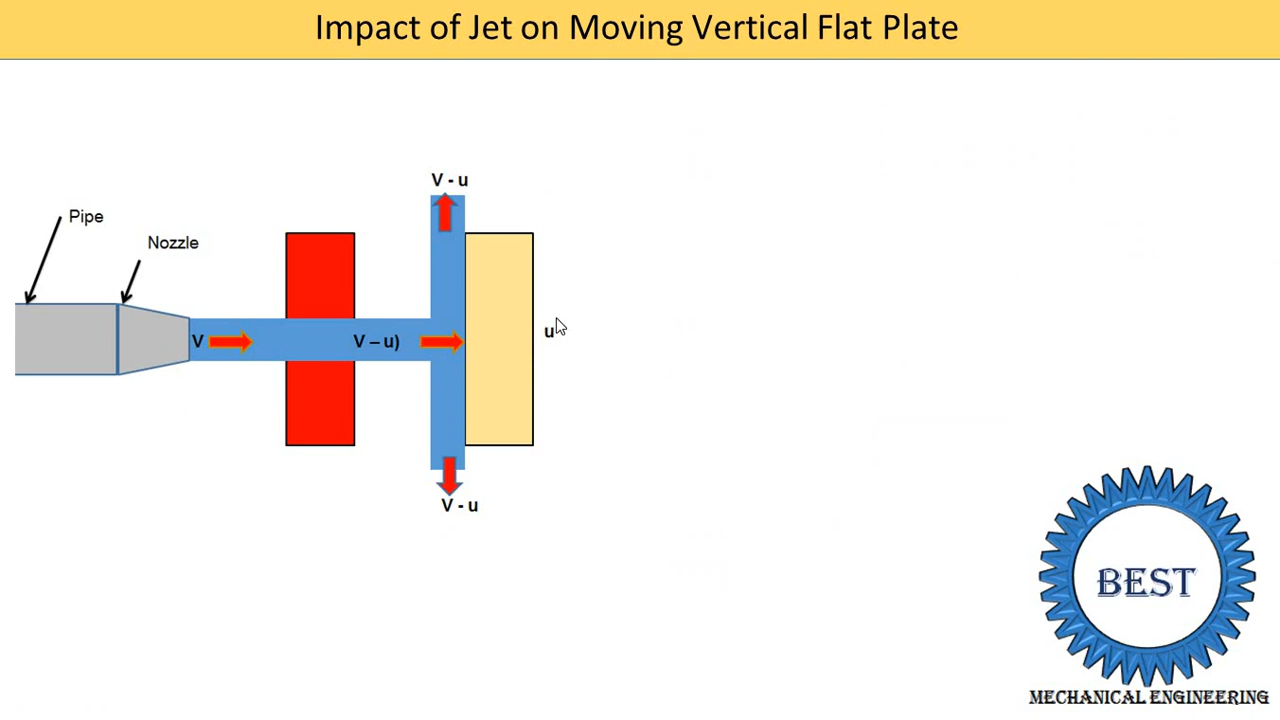 Impact of Jet on Moving Vertical Flat Plate
V - u
Pipe
Nozzle
V
V – u)
u
V - u
BEST
MECHANICAL ENGINEERING